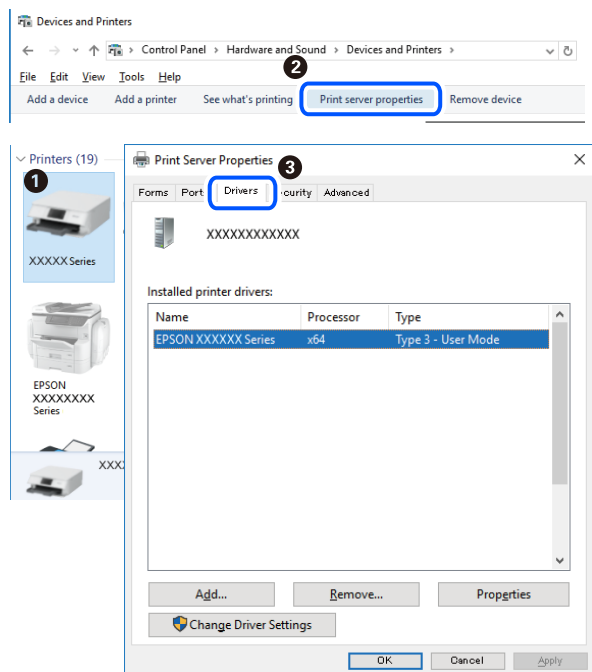 Devices and Printers
Control Panel > Hardware and Sound > Devices and Printers >
2
File Edit View Tools Help
Add a device Add a printer See what's printing Print server properties Remove device
Printers (19)
1
XXXXX Series
EPSON
XXXXXXXX
Series
Print Server Properties
3
Forms Port Drivers curity Advanced
XXXXXXXXXXXX
Installed printer drivers:
Name Processor Type
EPSON XXXXXX Series x64 Type 3 - User Mode
Add... Remove... Properties
Change Driver Settings
OK Cancel Apply